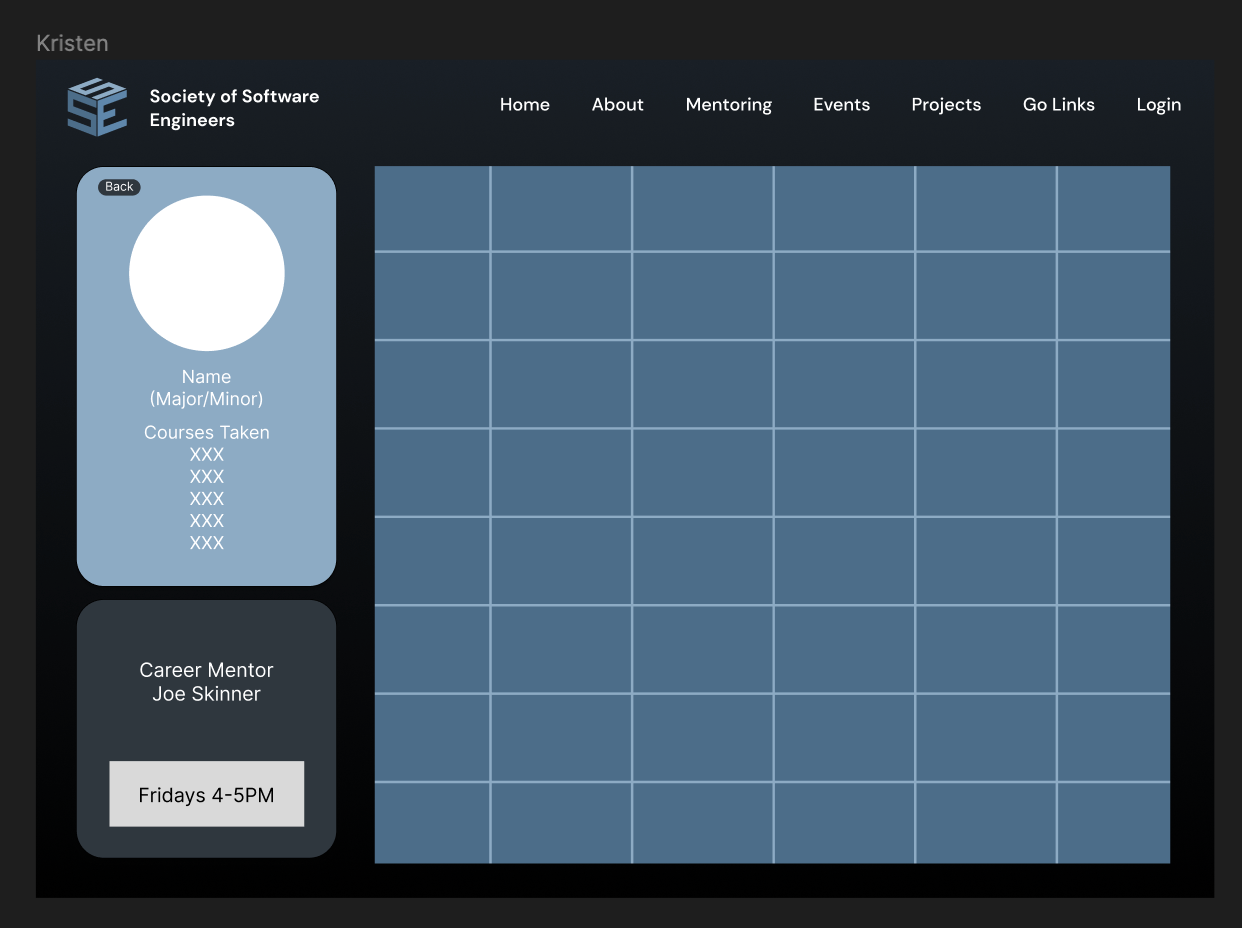 Kristen
SSE
Society of Software
Engineers
Home
About
Mentoring
Events
Projects
Go Links
Login
Back
Name
(Major/Minor)
Courses Taken
XXX
XXX
XXX
XXX
XXX
Career Mentor
Joe Skinner
Fridays 4-5PM